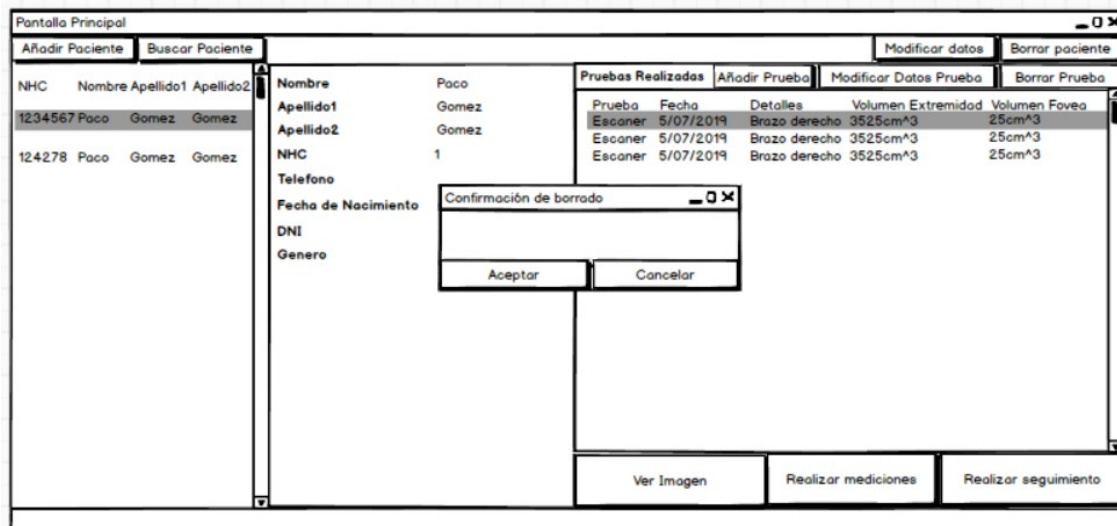 Pantalla Principal
Añadir Paciente Buscar Paciente Modificar datos Borrar paciente
NHC Nombre Apellido1 Apellido2
1234567 Paco Gomez Gomez
124278 Paco Gomez Gomez
Nombre Paco
Apellido1 Gomez
Apellido2 Gomez
NHC 1
Telefono
Fecha de Nacimiento
DNI
Genero
Pruebas Realizadas Añadir Prueba Modificar Datos Prueba Borrar Prueba
Prueba Fecha Detalles Volumen Extremidad Volumen Fovea
Escaner 5/07/2019 Brazo derecho 3525cm^3 25cm^3
Escaner 5/07/2019 Brazo derecho 3525cm^3 25cm^3
Escaner 5/07/2019 Brazo derecho 3525cm^3 25cm^3
Confirmación de borrado
Aceptar Cancelar
Ver Imagen Realizar mediciones Realizar seguimiento